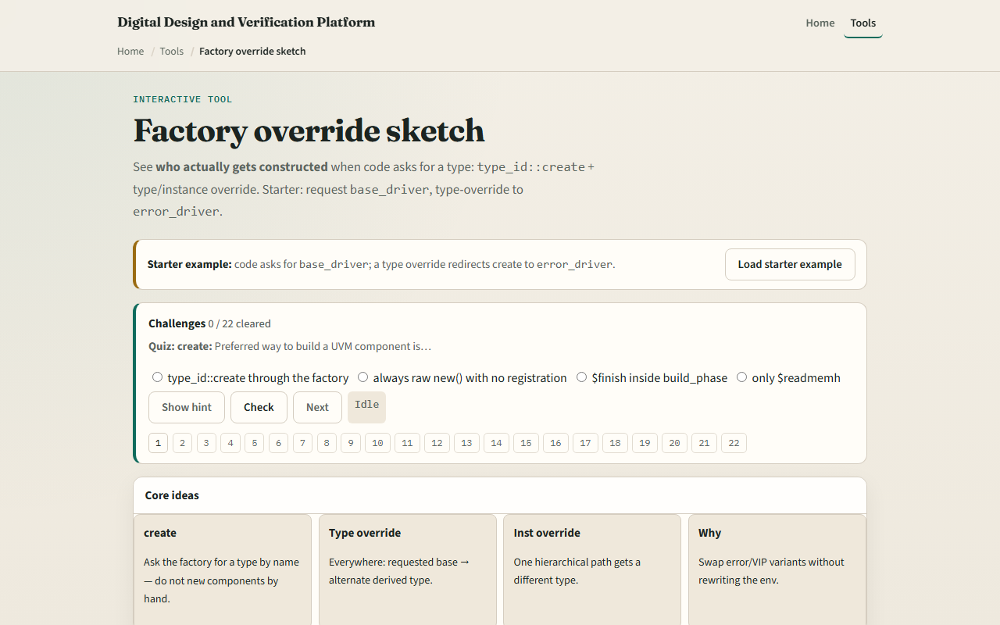 Digital Design and Verification Platform
Home Tools
Home / Tools / Factory override sketch
INTERACTIVE TOOL
Factory override sketch
See who actually gets constructed when code asks for a type: type_id::create +
type/instance override. Starter: request base_driver, type-override to
error_driver.
Starter example: code asks for base_driver; a type override redirects create to error_driver.
Load starter example
Challenges 0 / 22 cleared
Quiz: create: Preferred way to build a UVM component is…
type_id::create through the factory always raw new() with no registration $finish inside build_phase only $readmemh
Show hint Check Next Idle
1 2 3 4 5 6 7 8 9 10 11 12 13 14 15 16 17 18 19 20 21 22
Core ideas
create
Ask the factory for a type by name
— do not new components by
hand.
Type override
Everywhere: requested base →
alternate derived type.
Inst override
One hierarchical path gets a
different type.
Why
Swap error/VIP variants without
rewriting the env.